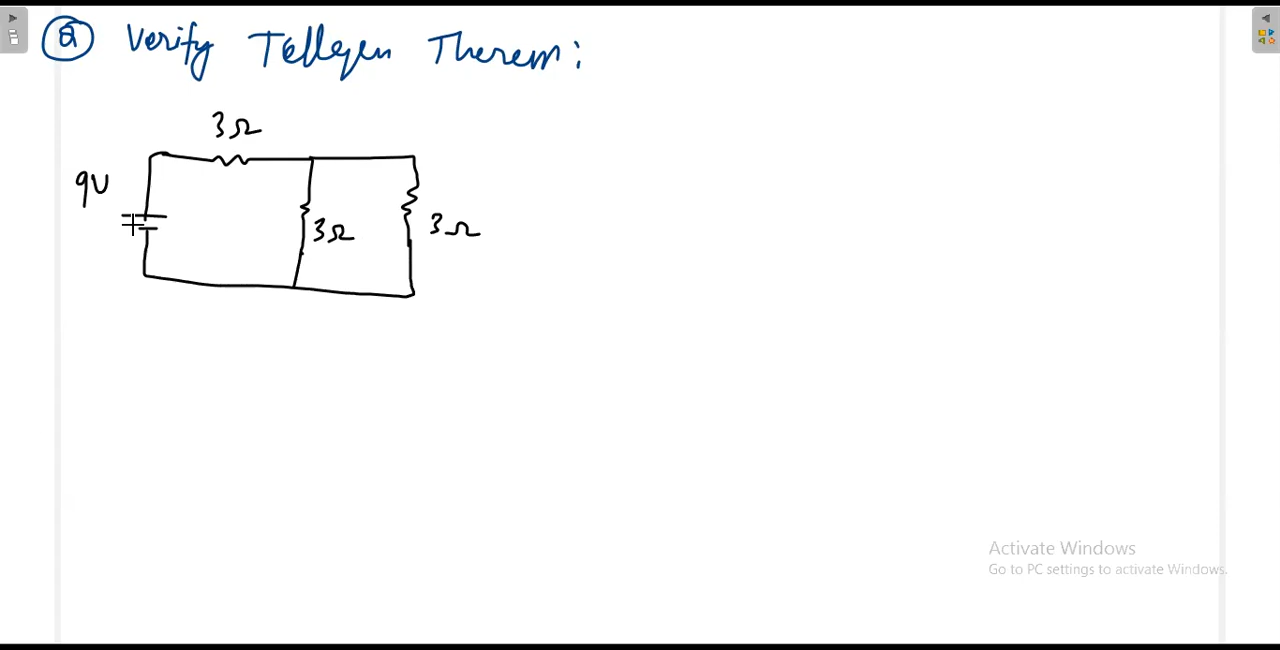 Q Verify Tellegen Therem:
3Ω
9V
3Ω
3Ω
Activate Windows
Go to PC settings to activate Windows.